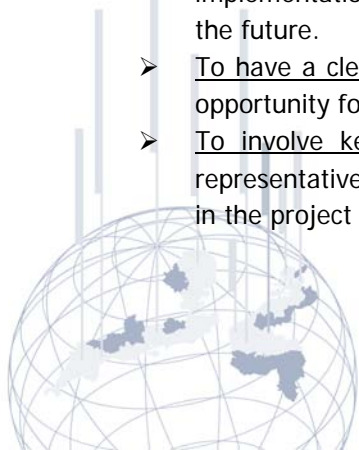 the future.
➢ To have a cle
opportunity fo
➢ To involve ke
representative
in the project